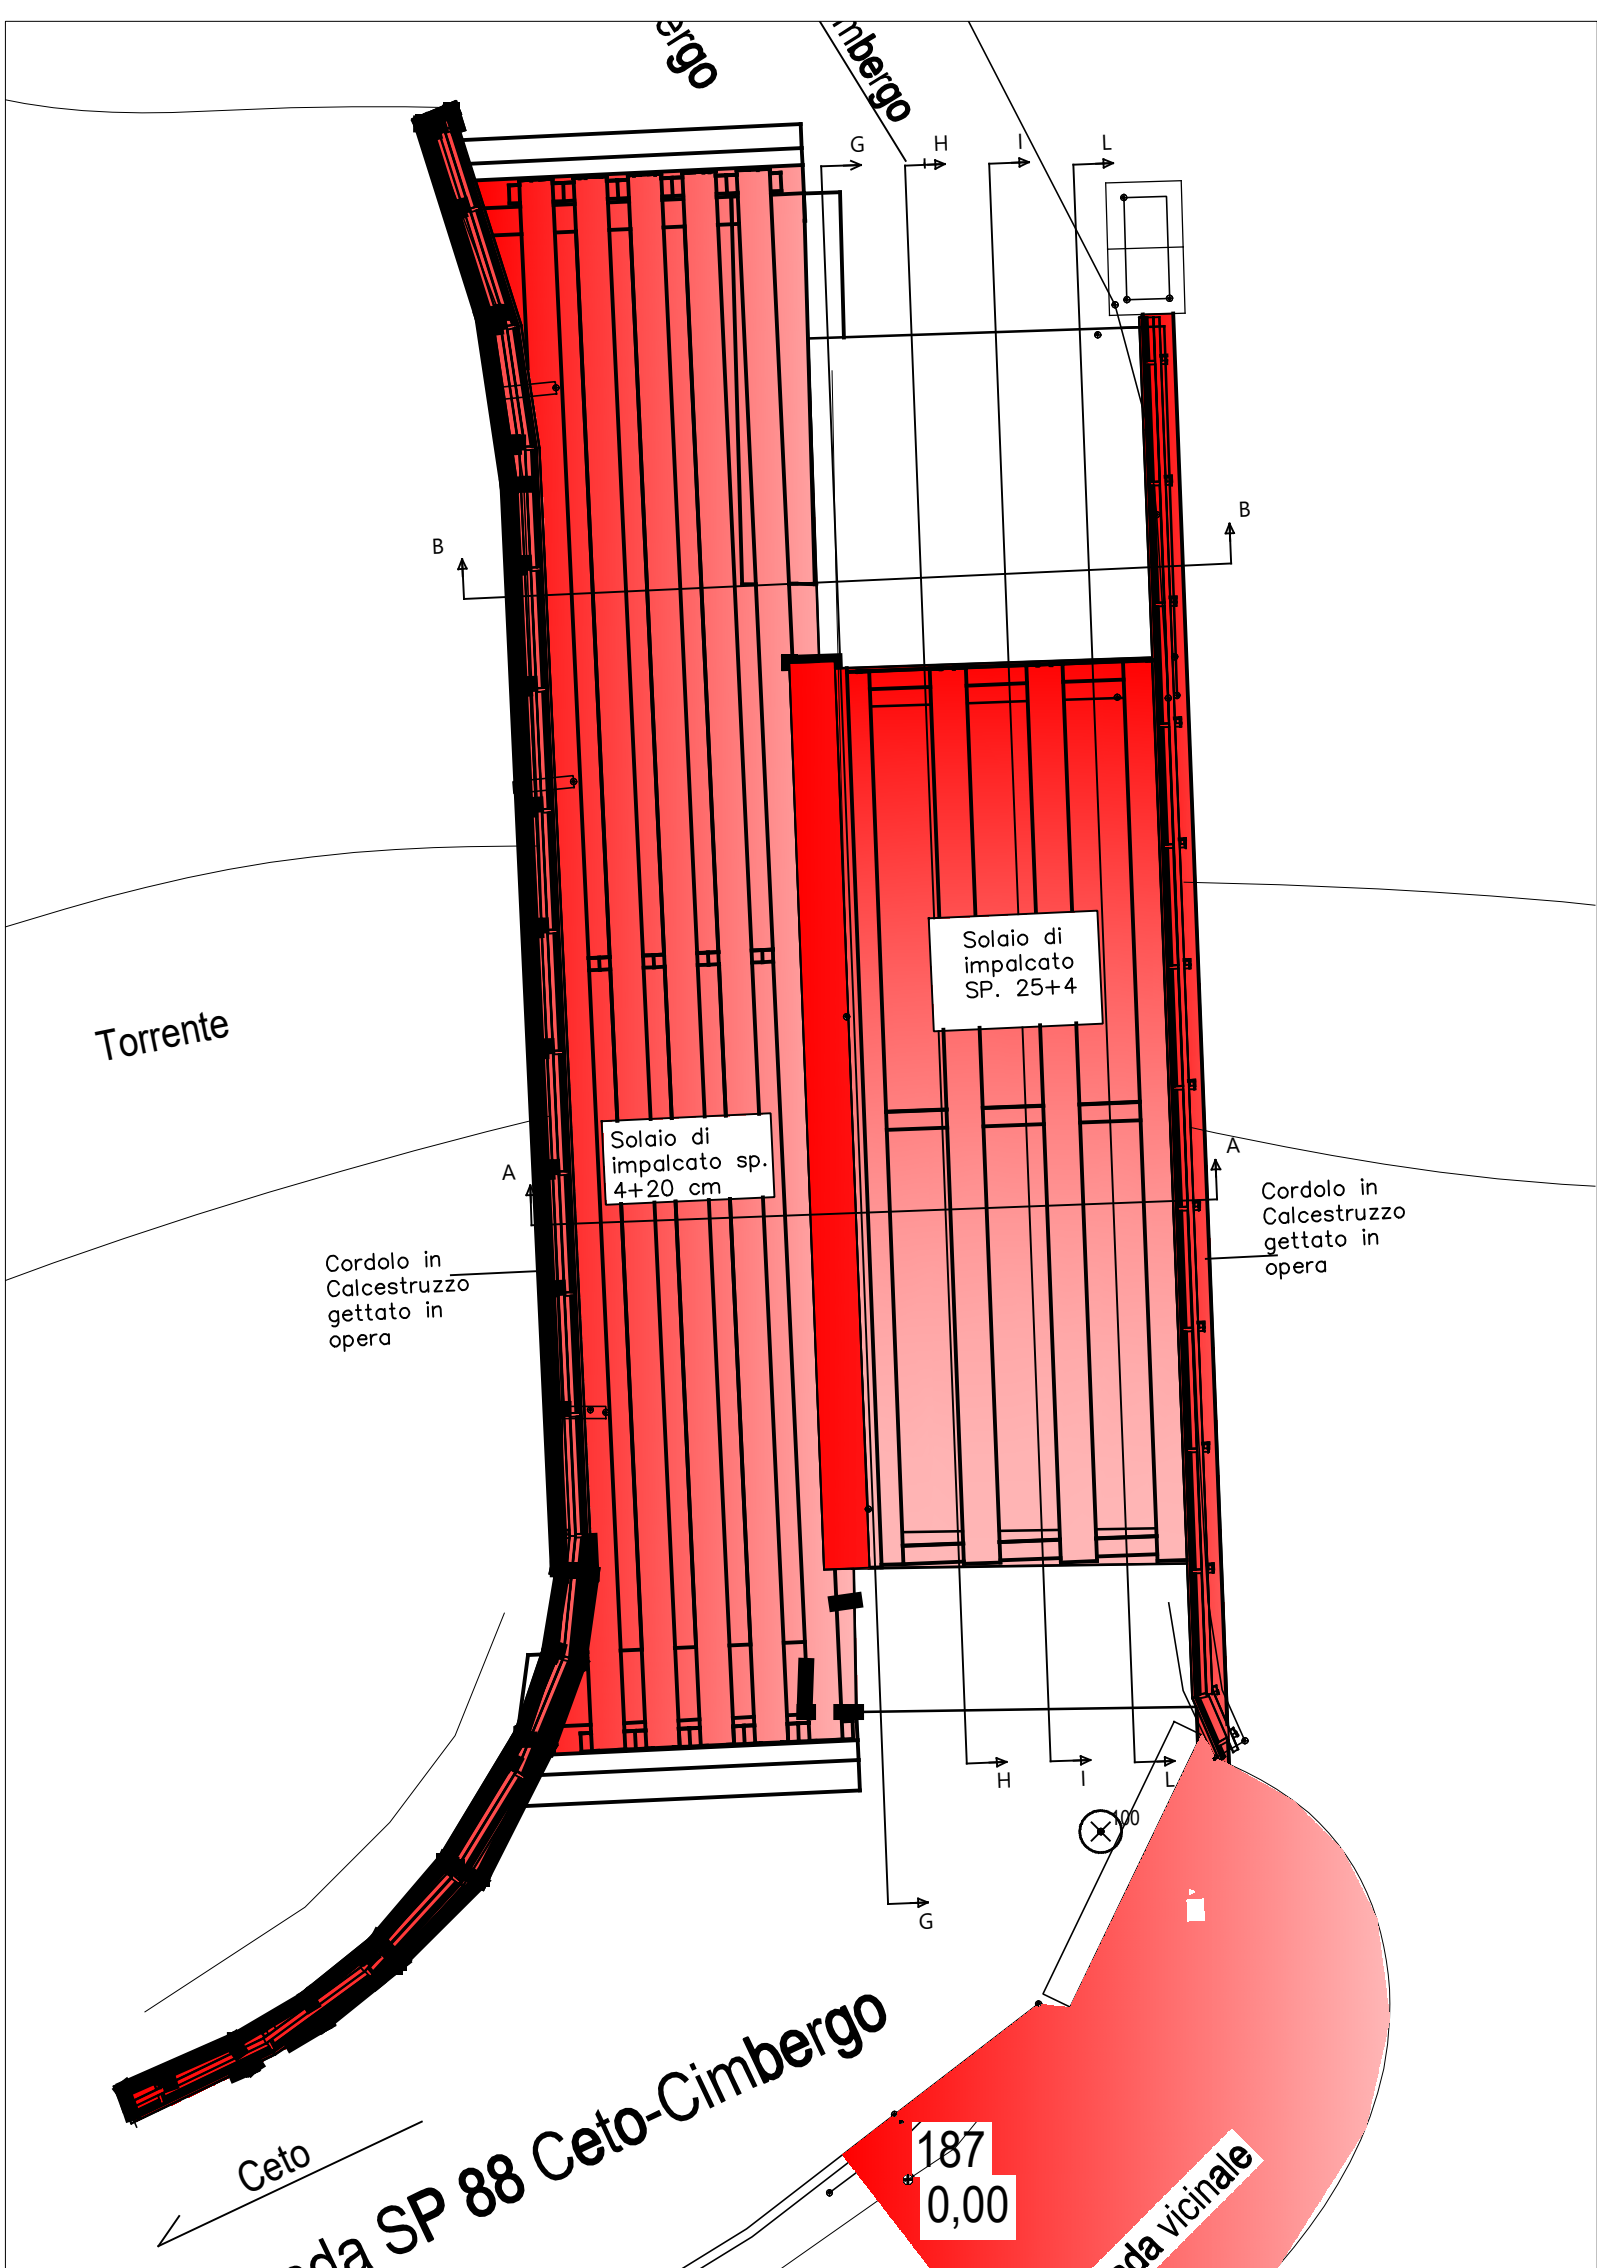 ergo
mbergo
G
H
I
L
B
B
Solaio di
impalcato
SP. 25+4
Torrente
Solaio di
impalcato sp.
4+20 cm
A
A
Cordolo in
Calcestruzzo
gettato in
opera
Cordolo in
Calcestruzzo
gettato in
opera
H
I
L
100
G
Ceto
ada SP 88 Ceto-Cimbergo
187
0,00
ada vicinale